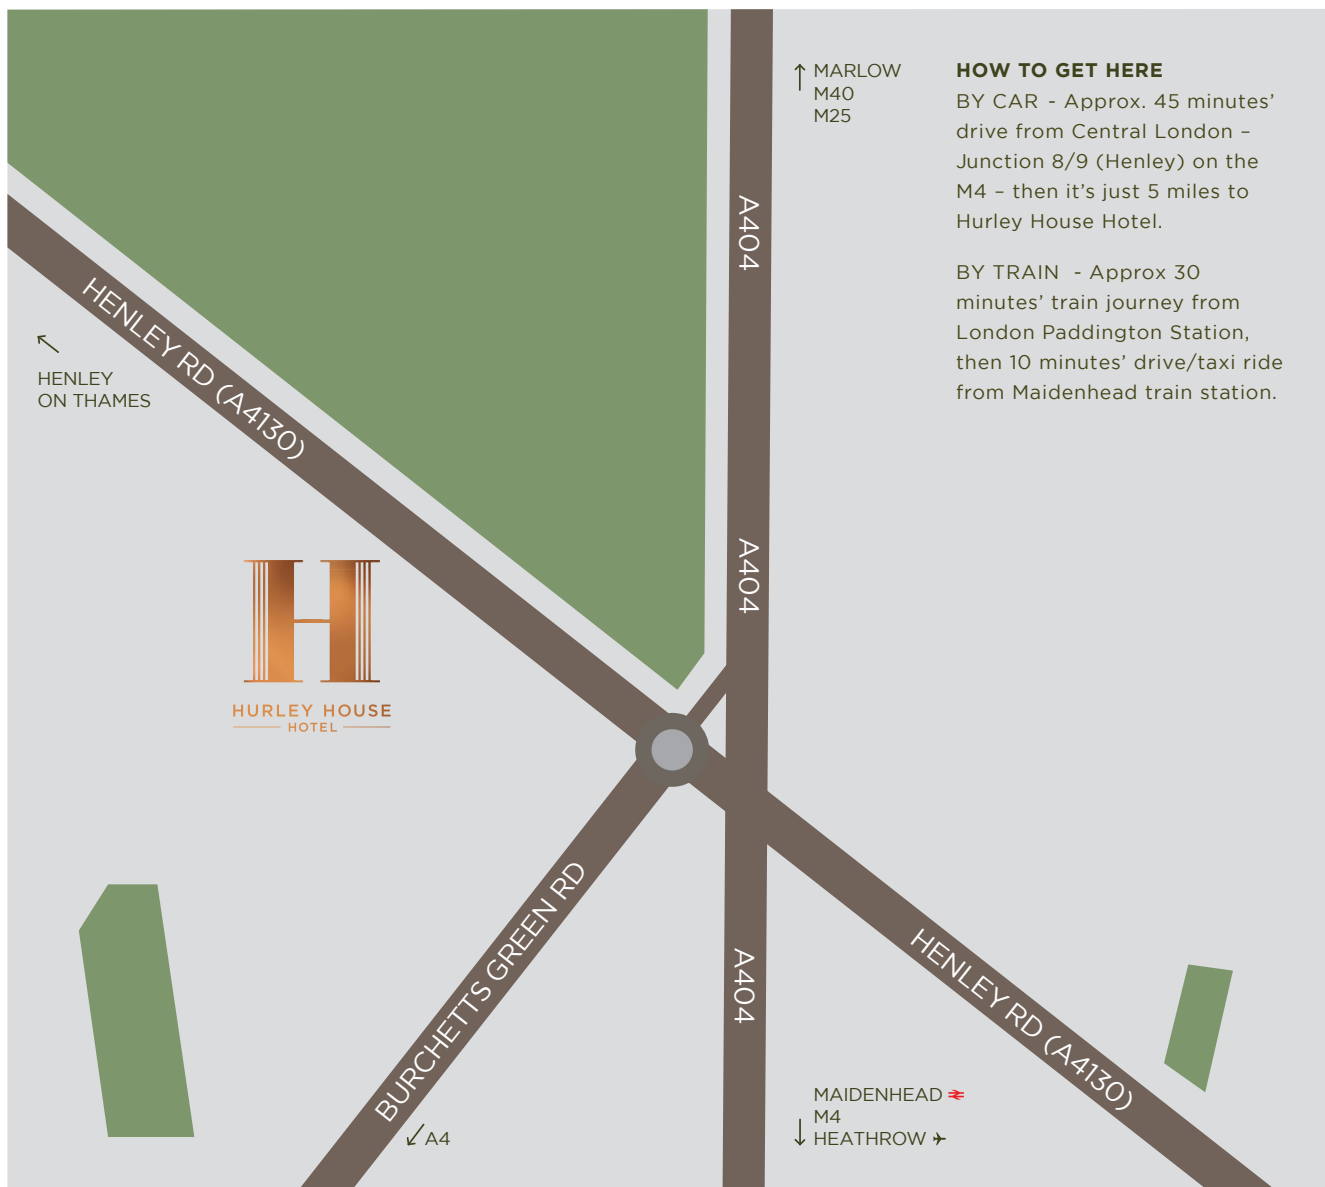 MARLOW
M40
M25
HOW TO GET HERE
BY CAR - Approx. 45 minutes’
drive from Central London –
Junction 8/9 (Henley) on the
M4 – then it’s just 5 miles to
Hurley House Hotel.
BY TRAIN - Approx 30
minutes’ train journey from
London Paddington Station,
then 10 minutes’ drive/taxi ride
from Maidenhead train station.
A404
HENLEY RD (A4130)
HENLEY
ON THAMES
A404
H
HURLEY HOUSE
HOTEL
BURCHETTS GREEN RD
A404
HENLEY RD (A4130)
A4
MAIDENHEAD
M4
HEATHROW